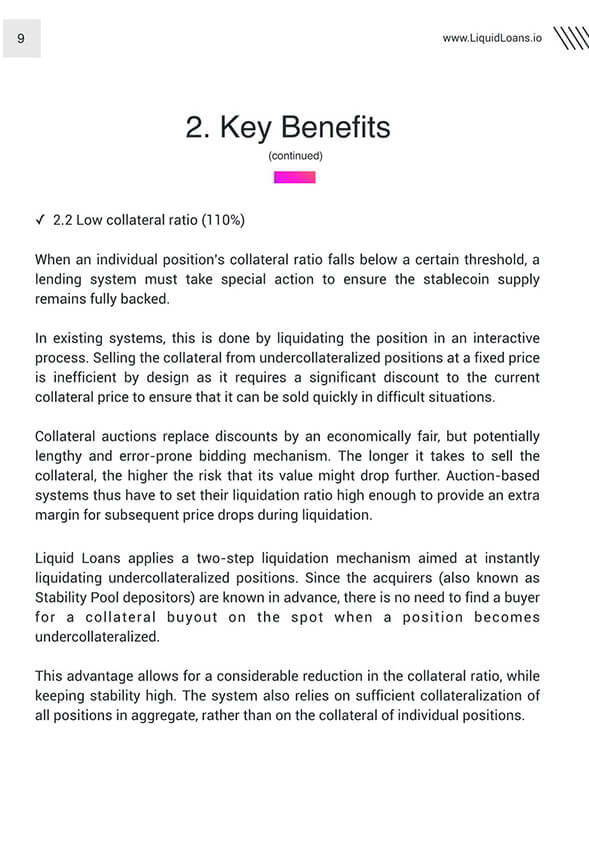 9
www.LiquidLoans.io
2. Key Benefits
(continued)
✓ 2.2 Low collateral ratio (110%)
When an individual position's collateral ratio falls below a certain threshold, a
lending system must take special action to ensure the stablecoin supply
remains fully backed.
In existing systems, this is done by liquidating the position in an interactive
process. Selling the collateral from undercollateralized positions at a fixed price
is inefficient by design as it requires a significant discount to the current
collateral price to ensure that it can be sold quickly in difficult situations.
Collateral auctions replace discounts by an economically fair, but potentially
lengthy and error-prone bidding mechanism. The longer it takes to sell the
collateral, the higher the risk that its value might drop further. Auction-based
systems thus have to set their liquidation ratio high enough to provide an extra
margin for subsequent price drops during liquidation.
Liquid Loans applies a two-step liquidation mechanism aimed at instantly
liquidating undercollateralized positions. Since the acquirers (also known as
Stability Pool depositors) are known in advance, there is no need to find a buyer
for a collateral buyout on the spot when a position becomes
undercollateralized.
This advantage allows for a considerable reduction in the collateral ratio, while
keeping stability high. The system also relies on sufficient collateralization of
all positions in aggregate, rather than on the collateral of individual positions.